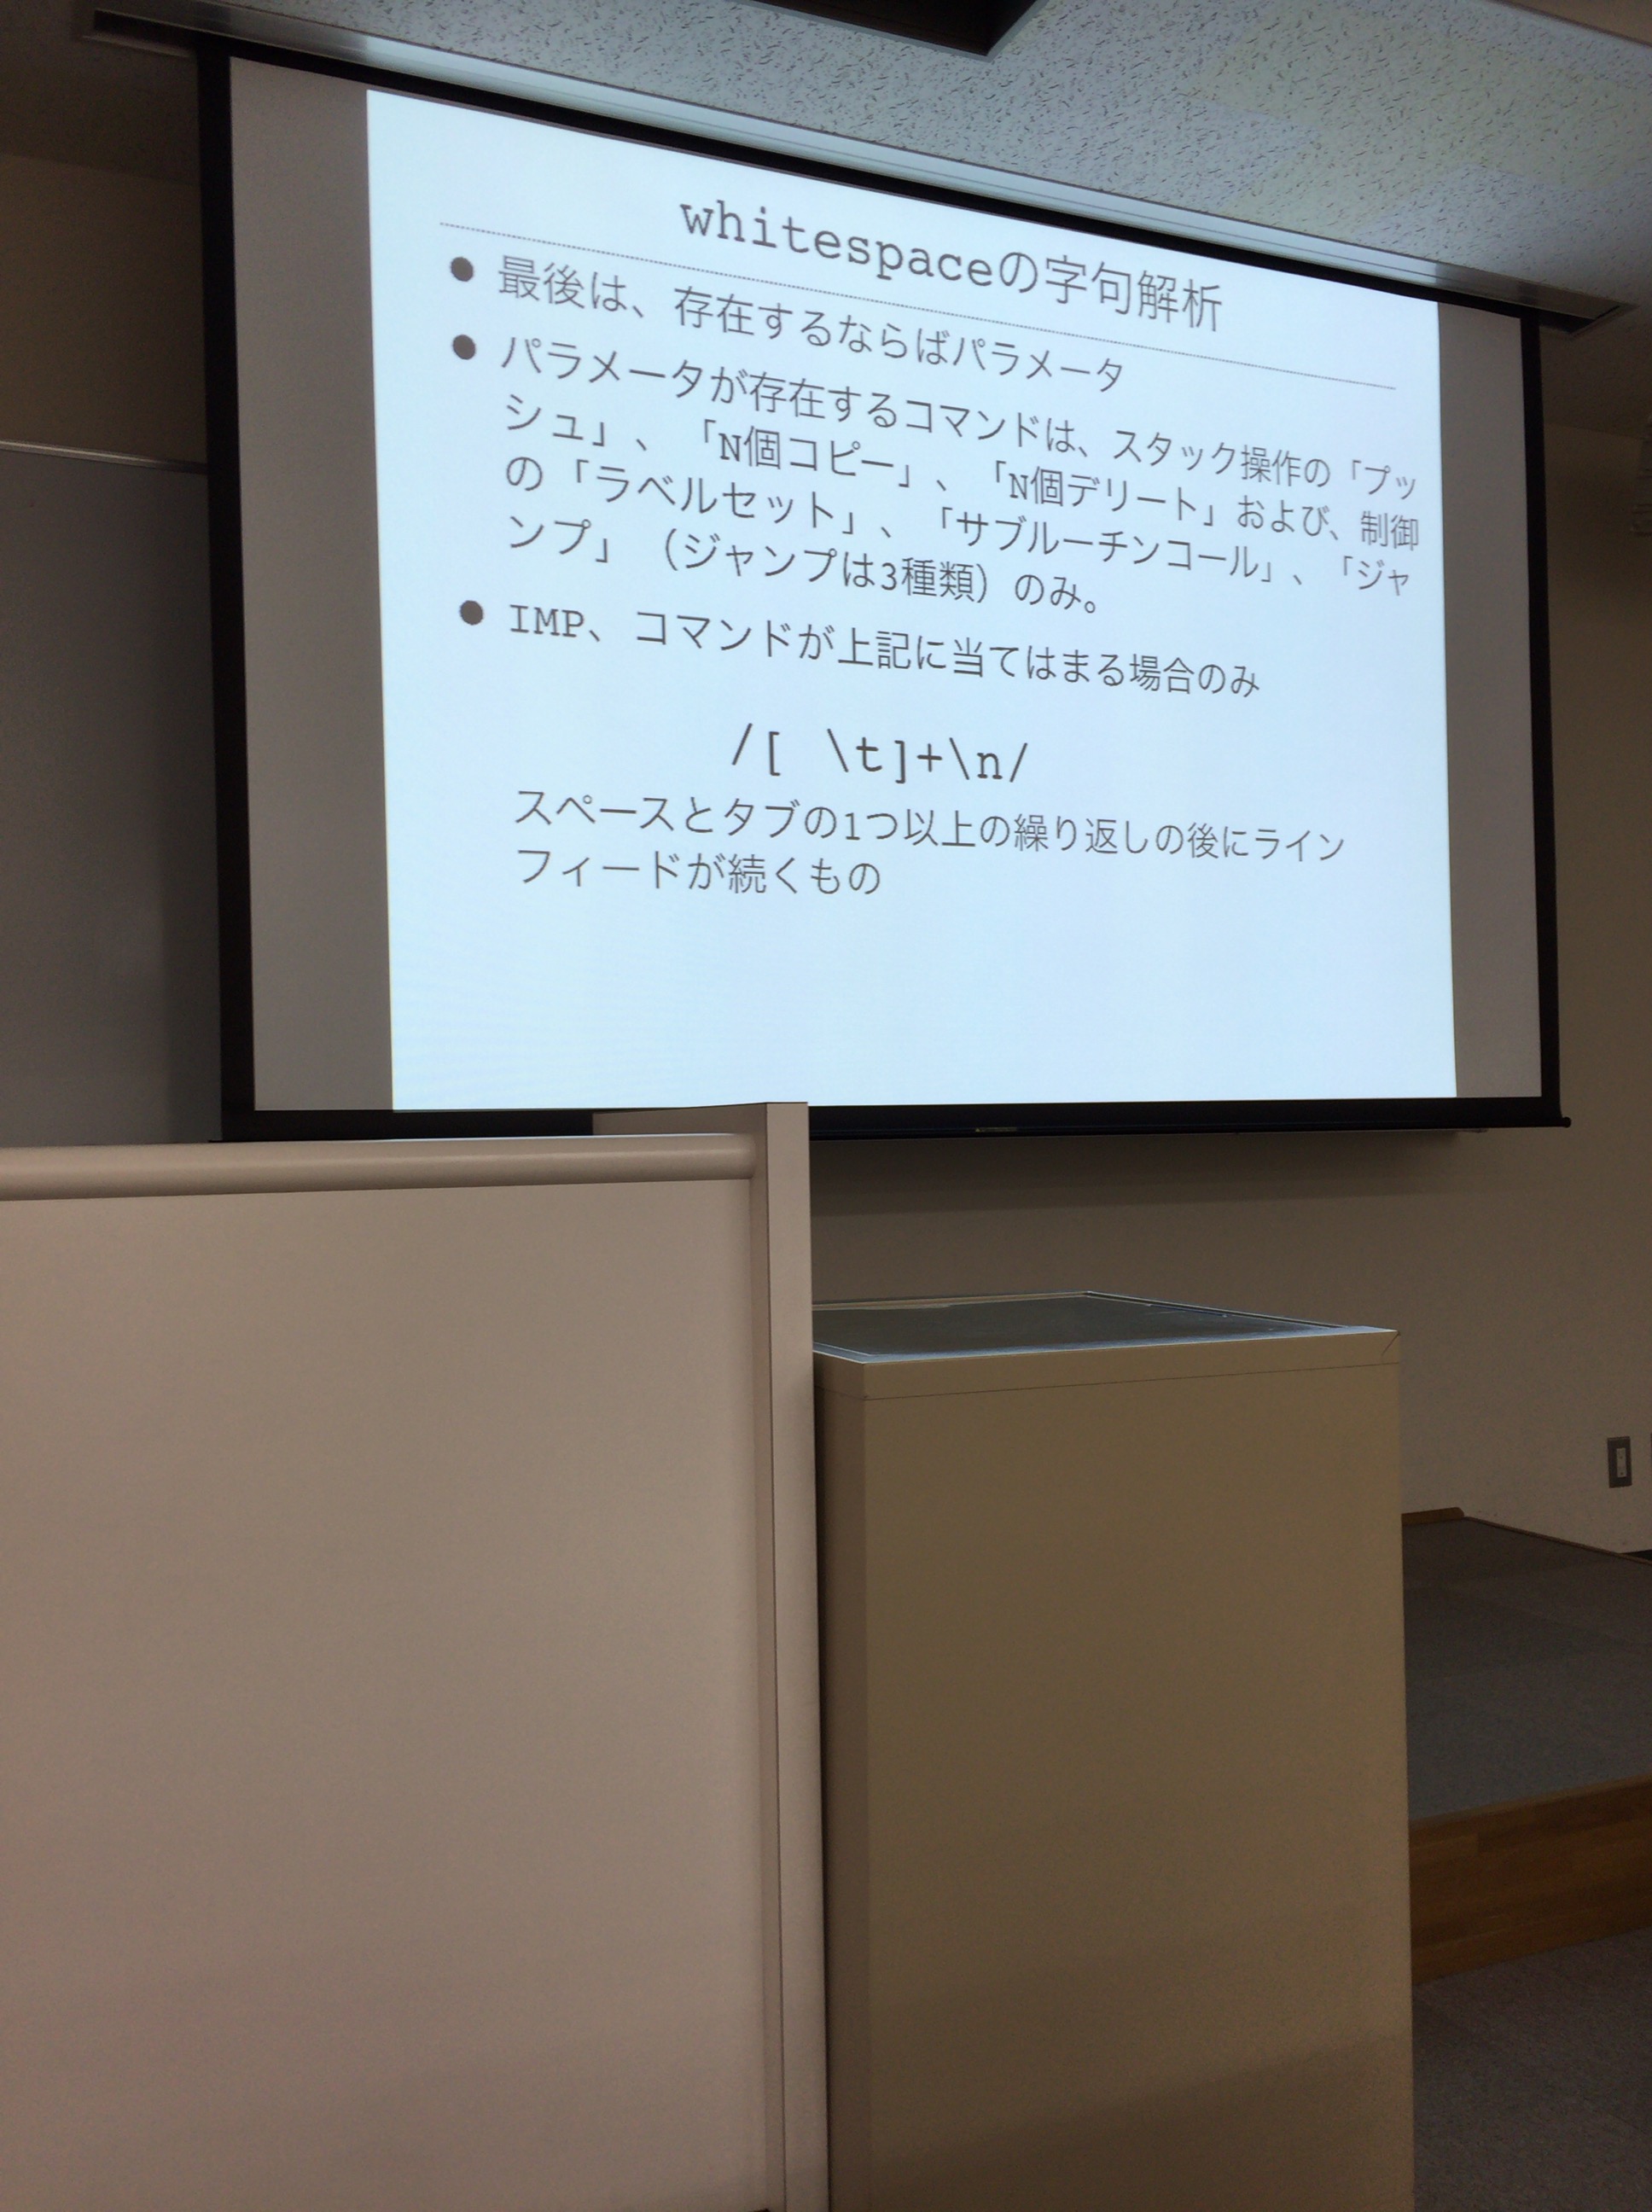 whitespaceの字句解析
● 最後は、存在するならばパラメータ
● パラメータが存在するコマンドは、スタック操作の「プッ
シュ」、「N個コピー」、「N個デリート」および、制御
の「ラベルセット」、「サブルーチンコール」、「ジャ
ンプ」（ジャンプは3種類）のみ。
● IMP、コマンドが上記に当てはまる場合のみ
/[ \t]+\n/
スペースとタブの1つ以上の繰り返しの後にライン
フィードが続くもの